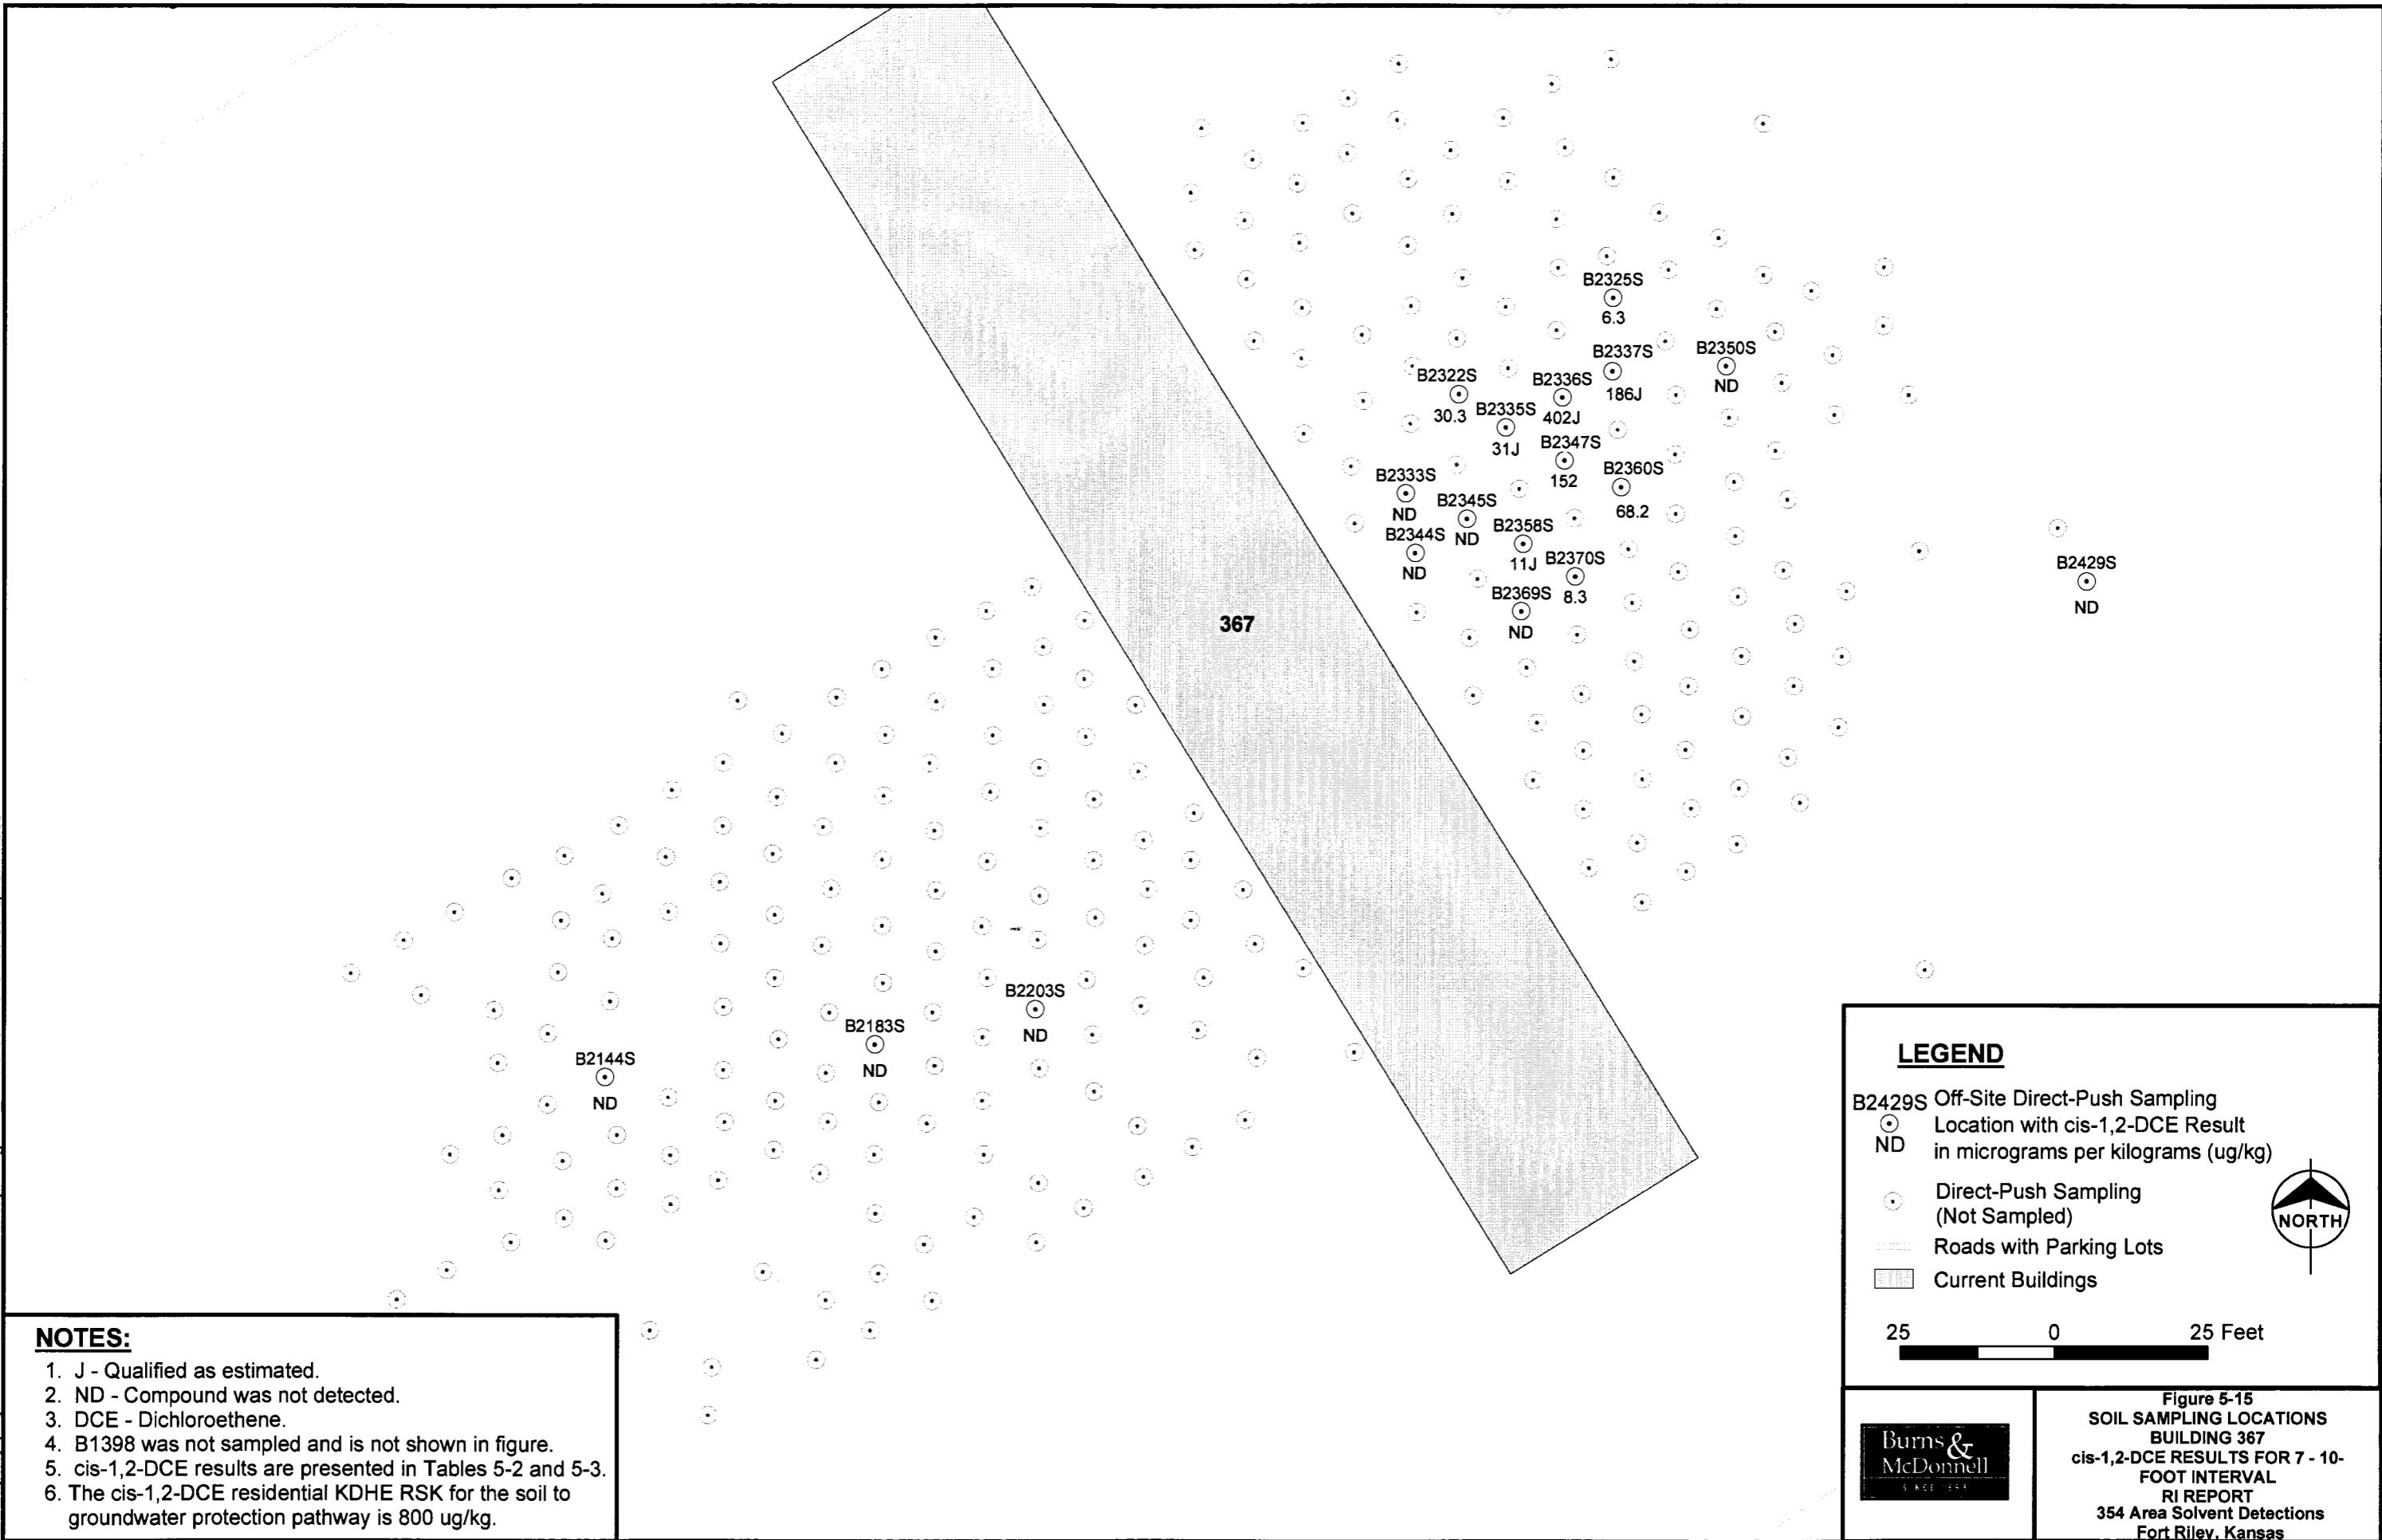 B2325S
6.3
B2337S
186J
B2350S
ND
B2322S
30.3
B2336S
402J
B2335S
31J
B2347S
152
B2360S
68.2
B2333S
ND
B2345S
ND
B2344S
ND
B2358S
11J
B2370S
8.3
B2369S
ND
B2429S
ND
367
B2203S
ND
B2183S
ND
B2144S
ND
LEGEND
B2429S Off-Site Direct-Push Sampling
Location with cis-1,2-DCE Result
ND in micrograms per kilograms (ug/kg)
Direct-Push Sampling
(Not Sampled)
Roads with Parking Lots
Current Buildings
NORTH
25 0 25 Feet
NOTES:
1. J - Qualified as estimated.
2. ND - Compound was not detected.
3. DCE - Dichloroethene.
4. B1398 was not sampled and is not shown in figure.
5. cis-1,2-DCE results are presented in Tables 5-2 and 5-3.
6. The cis-1,2-DCE residential KDHE RSK for the soil to
groundwater protection pathway is 800 ug/kg.
Burns &
McDonnell
Figure 5-15
SOIL SAMPLING LOCATIONS
BUILDING 367
cis-1,2-DCE RESULTS FOR 7 - 10-
FOOT INTERVAL
RI REPORT
354 Area Solvent Detections
Fort Riley, Kansas